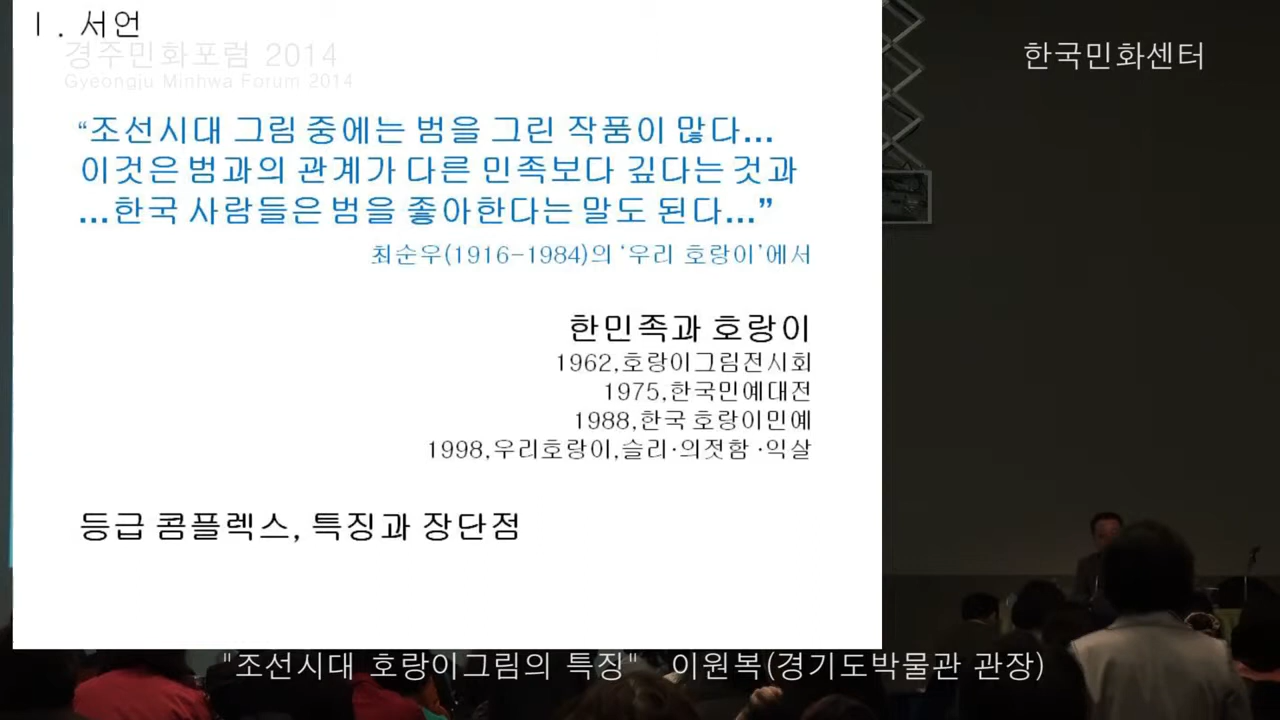 Ⅰ. 서언
경주민화포럼 2014
Gyeongju Minhwa Forum 2014
한국민화센터
“조선시대 그림 중에는 범을 그린 작품이 많다...
이것은 범과의 관계가 다른 민족보다 깊다는 것과
...한국 사람들은 범을 좋아한다는 말도 된다...”
최순우(1916-1984)의 ‘우리 호랑이’에서
한민족과 호랑이
1962,호랑이그림전시회
1975,한국민예대전
1988,한국 호랑이민예
1998,우리호랑이,슬리·의젓함 ·익살
등급 콤플렉스, 특징과 장단점
"조선시대 호랑이그림의 특징" 이원복(경기도박물관 관장)